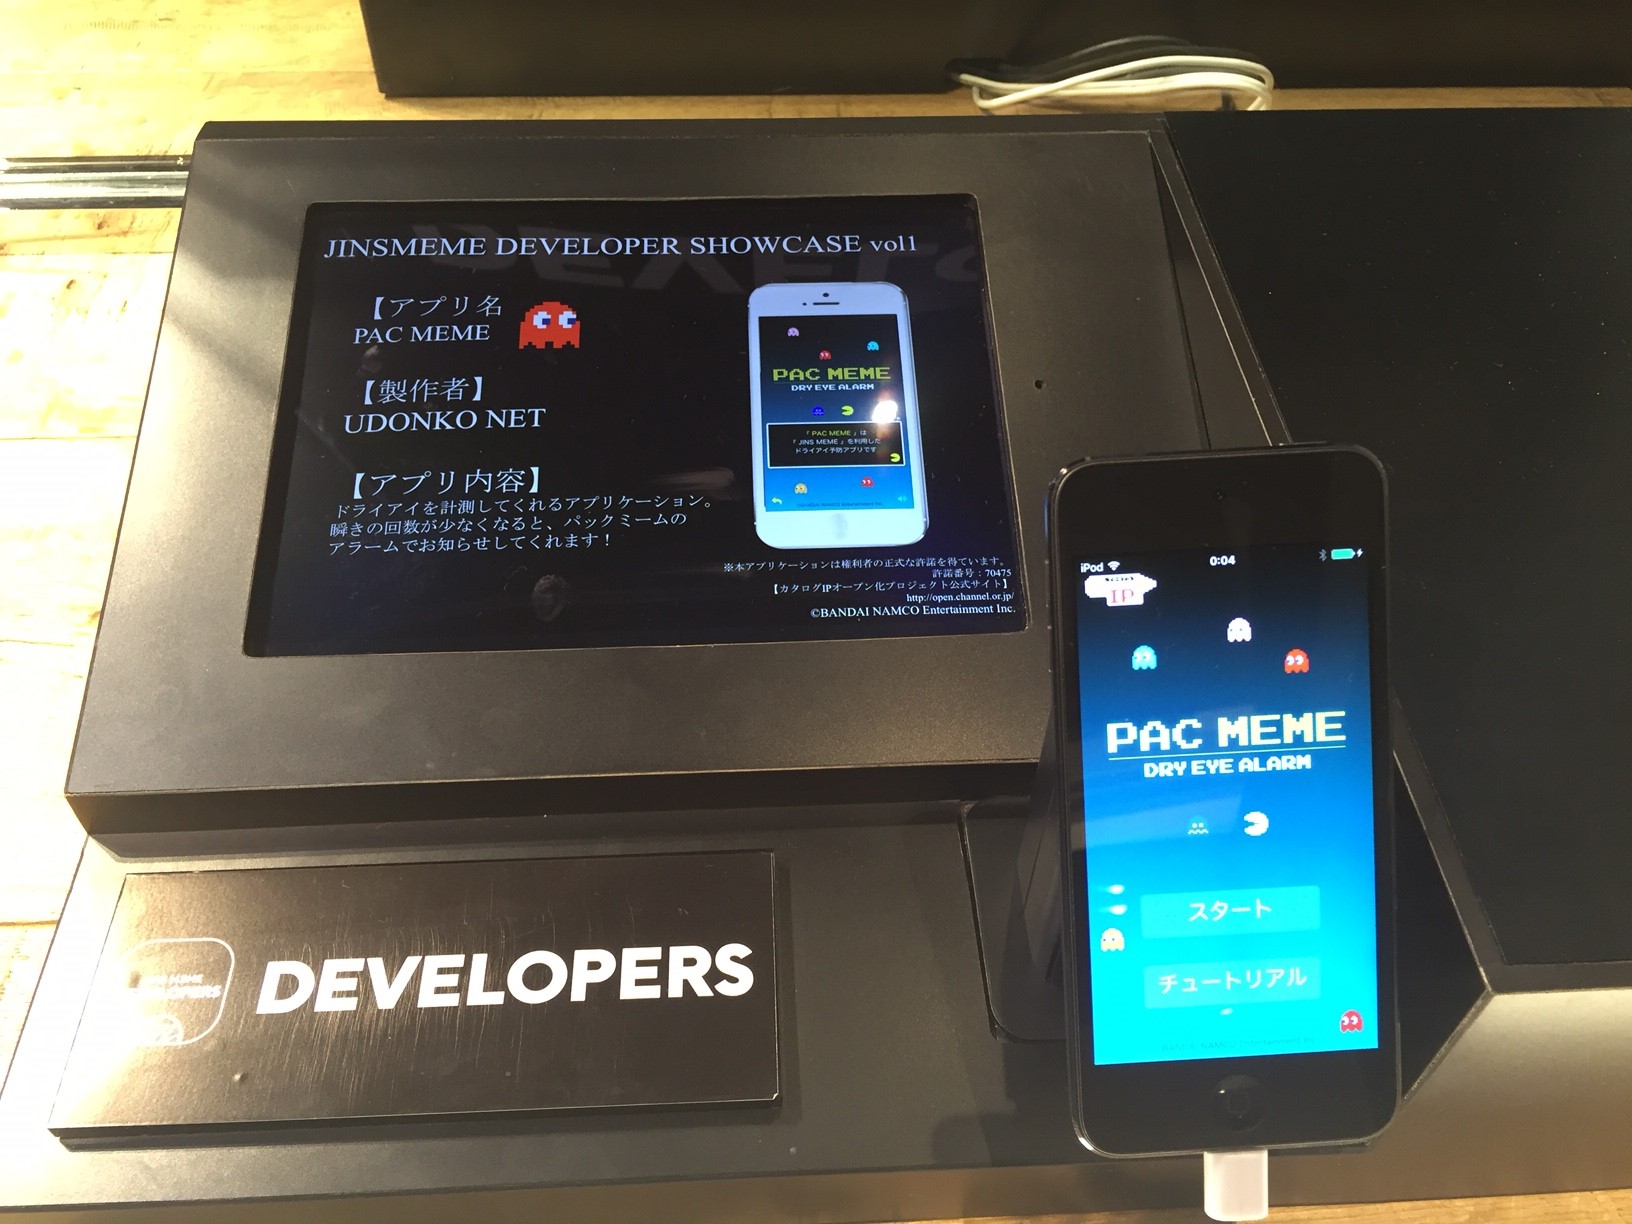 JINSMEME DEVELOPER SHOWCASE vol1
【アプリ名
PAC MEME
【製作者】
UDONKO NET
【アプリ内容】
ドライアイを計測してくれるアプリケーション。
瞬きの回数が少なくなると、パックミームの
アラームでお知らせしてくれます！
PAC MEME
DRY EYE ALARM
「PAC MEME」は
「JINS MEME」を利用した
ドライアイ予防アプリです
©BANDAI NAMCO Entertainment Inc.
※本アプリケーションは権利者の正式な許諾を得ています。
許諾番号：70475
【カタログIPオープン化プロジェクト公式サイト】
http://open.channel.or.jp/
©BANDAI NAMCO Entertainment Inc.
DEVELOPERS
iPod
0:04
IP
PAC MEME
DRY EYE ALARM
スタート
チュートリアル
BANDAI NAMCO Entertainment Inc.